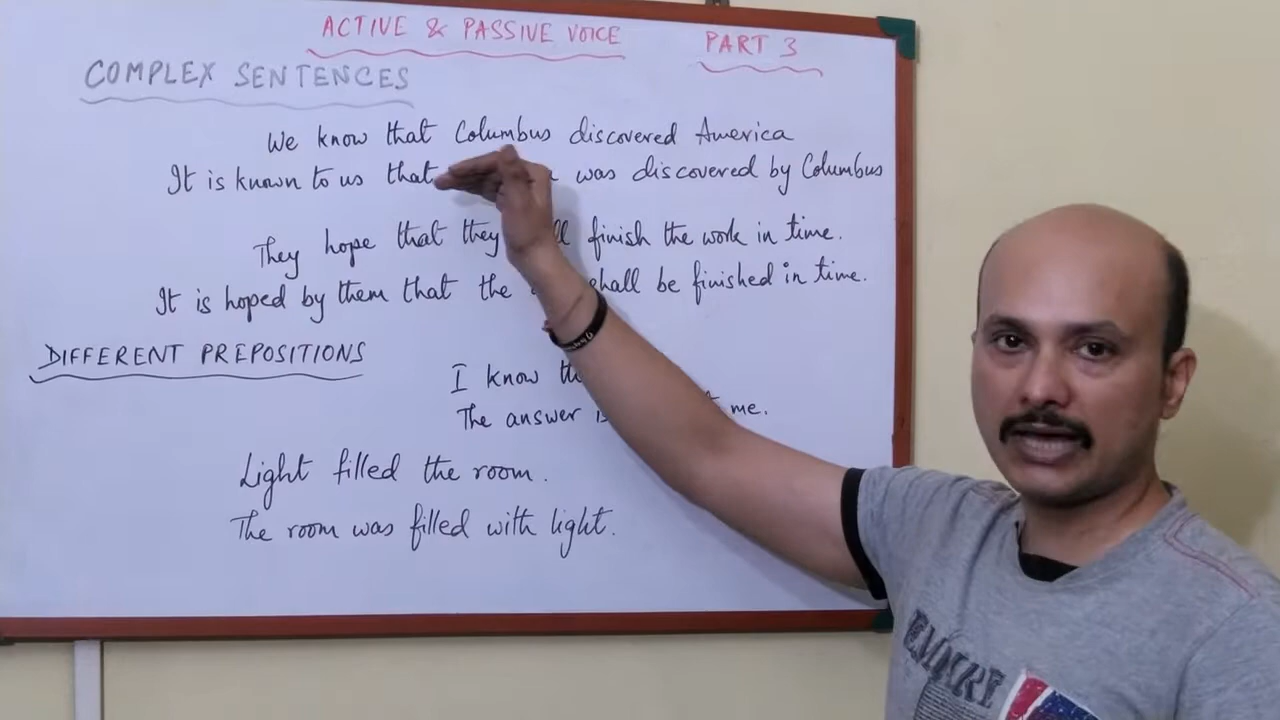 ACTIVE & PASSIVE VOICE PART 3
COMPLEX SENTENCES
We know that Columbus discovered America
It is known to us that was discovered by Columbus
They hope that they finish the work in time.
It is hoped by them that the shall be finished in time.
DIFFERENT PREPOSITIONS
I know
The answer me.
Light filled the room.
The room was filled with light.